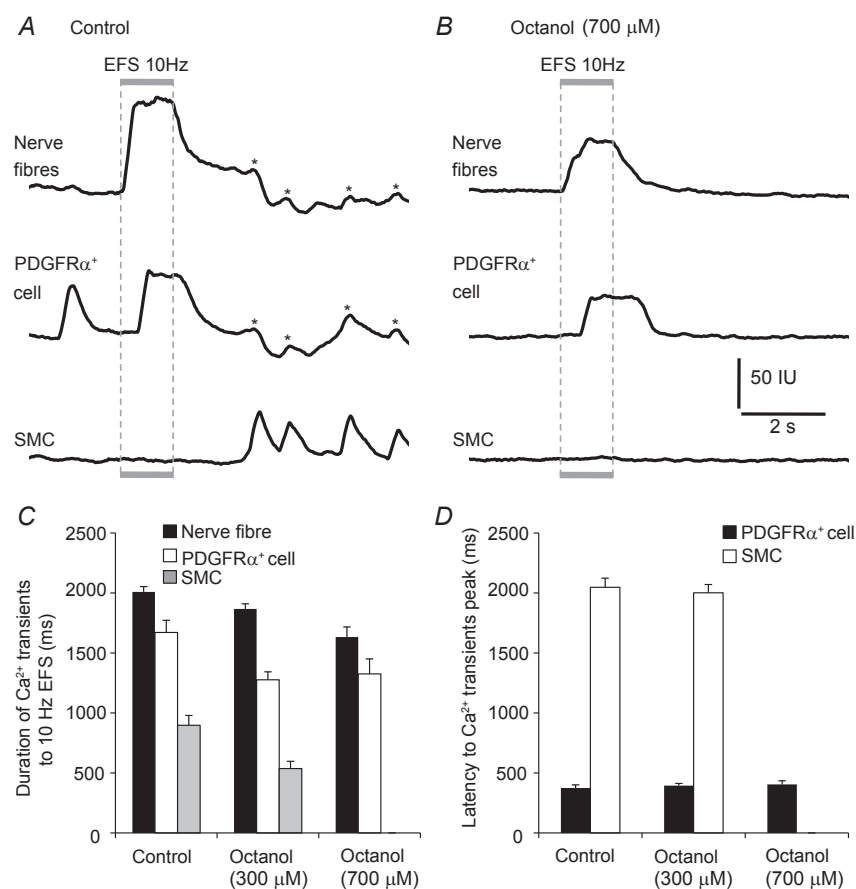 A Control
EFS 10Hz
Nerve
fibres
*
*
*
*
PDGFRα+
cell
*
*
*
*
SMC
B Octanol (700 μM)
EFS 10Hz
Nerve
fibres
PDGFRα+
cell
50 IU
2 s
SMC
C
Nerve fibre
PDGFRα+ cell
SMC
Duration of Ca2+ transients
to 10 Hz EFS (ms)
2500
2000
1500
1000
500
0
Control
Octanol
(300 μM)
Octanol
(700 μM)
D
PDGFRα+ cell
SMC
Latency to Ca2+ transients peak (ms)
2500
2000
1500
1000
500
0
Control
Octanol
(300 μM)
Octanol
(700 μM)